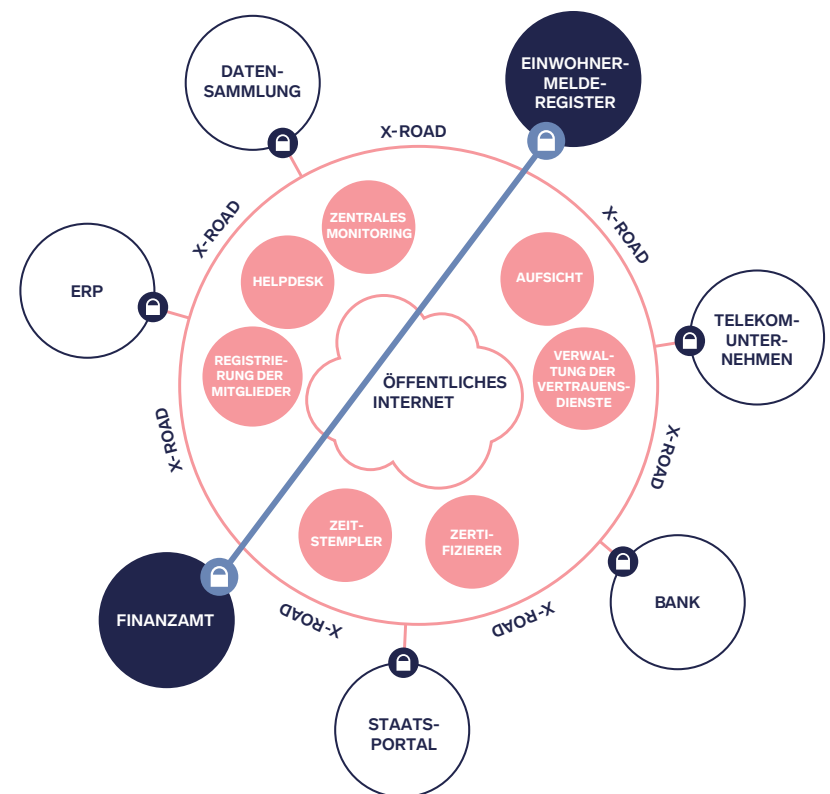 DATEN-
SAMMLUNG
EINWOHNER-
MELDE-
REGISTER
X-ROAD
X-ROAD
X-ROAD
ZENTRALES
MONITORING
HELPDESK
AUFSICHT
ERP
TELEKOM-
UNTER-
NEHMEN
REGISTRIE-
RUNG DER
MITGLIEDER
ÖFFENTLICHES
INTERNET
VERWAL-
TUNG DER
VERTRAUENS-
DIENSTE
X-ROAD
X-ROAD
ZEIT-
STEMPLER
ZERTI-
FIZIERER
FINANZAMT
X-ROAD
X-ROAD
BANK
STAATS-
PORTAL